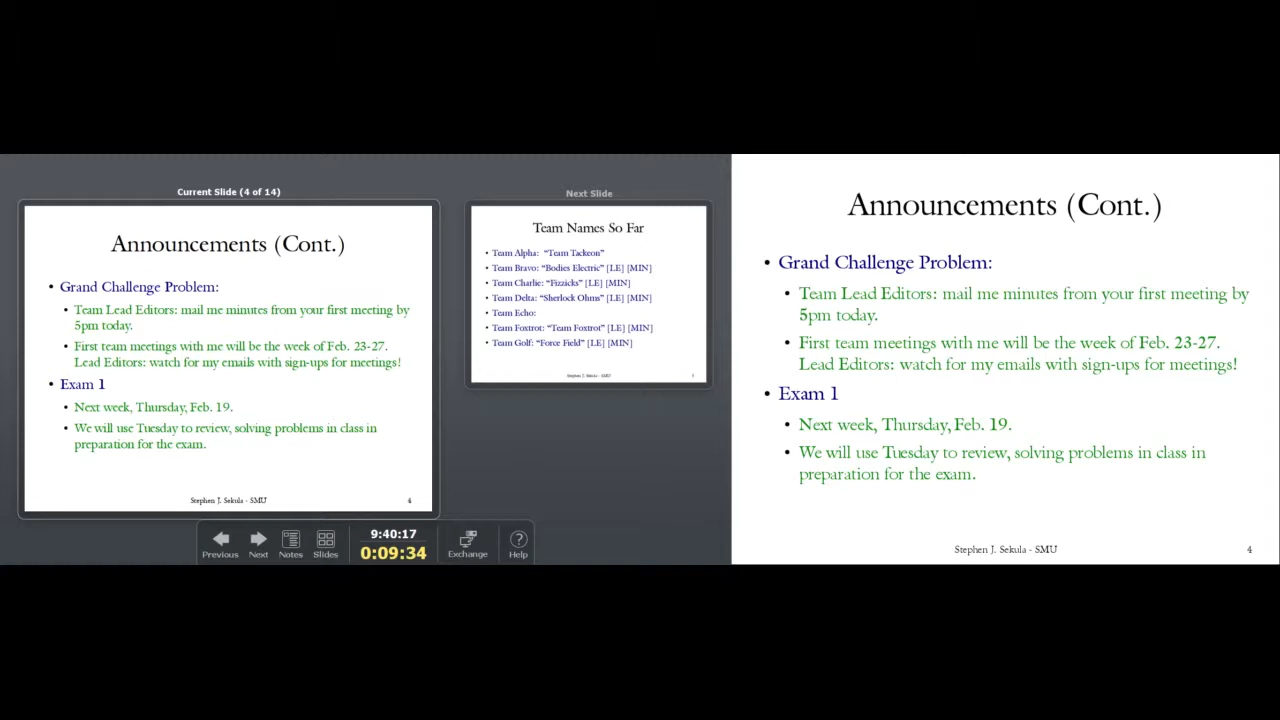 Current Slide (4 of 14)
Announcements (Cont.)
• Grand Challenge Problem:
• Team Lead Editors: mail me minutes from your first meeting by
5pm today.
• First team meetings with me will be the week of Feb. 23-27.
Lead Editors: watch for my emails with sign-ups for meetings!
• Exam 1
• Next week, Thursday, Feb. 19.
• We will use Tuesday to review, solving problems in class in
preparation for the exam.
Stephen J. Sekula - SMU
4
Next Slide
Team Names So Far
• Team Alpha: “Team Tackeon”
• Team Bravo: “Bodies Electric” [LE] [MIN]
• Team Charlie: “Fizzicks” [LE] [MIN]
• Team Delta: “Sherlock Ohms” [LE] [MIN]
• Team Echo:
• Team Foxtrot: “Team Foxtrot” [LE] [MIN]
• Team Golf: “Force Field” [LE] [MIN]
Stephen J. Sekula - SMU
5
Previous
Next
Notes
Slides
9:40:17
0:09:34
Exchange
Help
Announcements (Cont.)
• Grand Challenge Problem:
• Team Lead Editors: mail me minutes from your first meeting by
5pm today.
• First team meetings with me will be the week of Feb. 23-27.
Lead Editors: watch for my emails with sign-ups for meetings!
• Exam 1
• Next week, Thursday, Feb. 19.
• We will use Tuesday to review, solving problems in class in
preparation for the exam.
Stephen J. Sekula - SMU
4